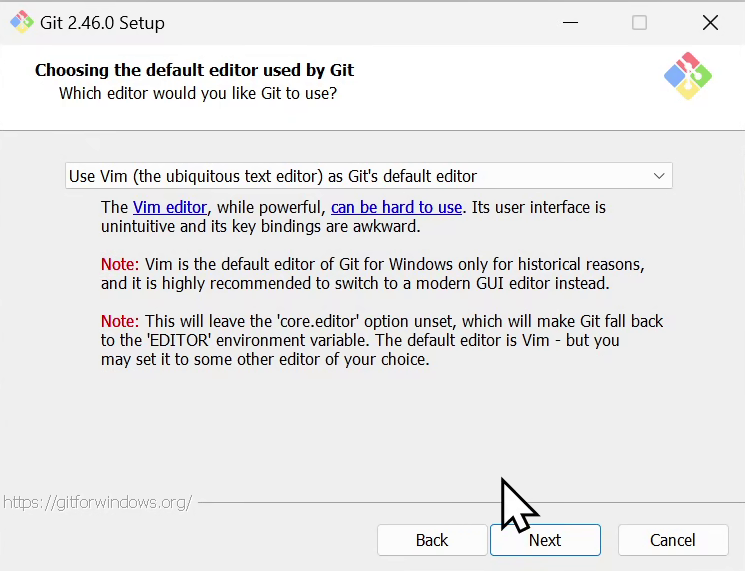 Git 2.46.0 Setup
Choosing the default editor used by Git
Which editor would you like Git to use?
Use Vim (the ubiquitous text editor) as Git's default editor
The Vim editor, while powerful, can be hard to use. Its user interface is
unintuitive and its key bindings are awkward.
Note: Vim is the default editor of Git for Windows only for historical reasons,
and it is highly recommended to switch to a modern GUI editor instead.
Note: This will leave the 'core.editor' option unset, which will make Git fall back
to the 'EDITOR' environment variable. The default editor is Vim - but you
may set it to some other editor of your choice.
https://gitforwindows.org/
Back Next Cancel